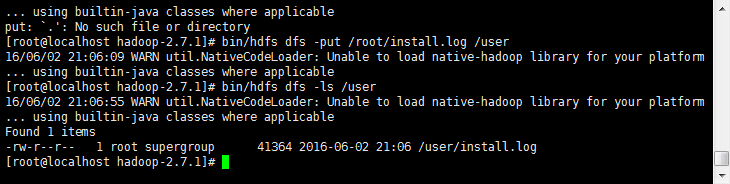 ... using builtin-java classes where applicable
put: `.': No such file or directory
[root@localhost hadoop-2.7.1]# bin/hdfs dfs -put /root/install.log /user
16/06/02 21:06:09 WARN util.NativeCodeLoader: Unable to load native-hadoop library for your platform
... using builtin-java classes where applicable
[root@localhost hadoop-2.7.1]# bin/hdfs dfs -ls /user
16/06/02 21:06:55 WARN util.NativeCodeLoader: Unable to load native-hadoop library for your platform
... using builtin-java classes where applicable
Found 1 items
-rw-r--r--   1 root supergroup      41364 2016-06-02 21:06 /user/install.log
[root@localhost hadoop-2.7.1]#